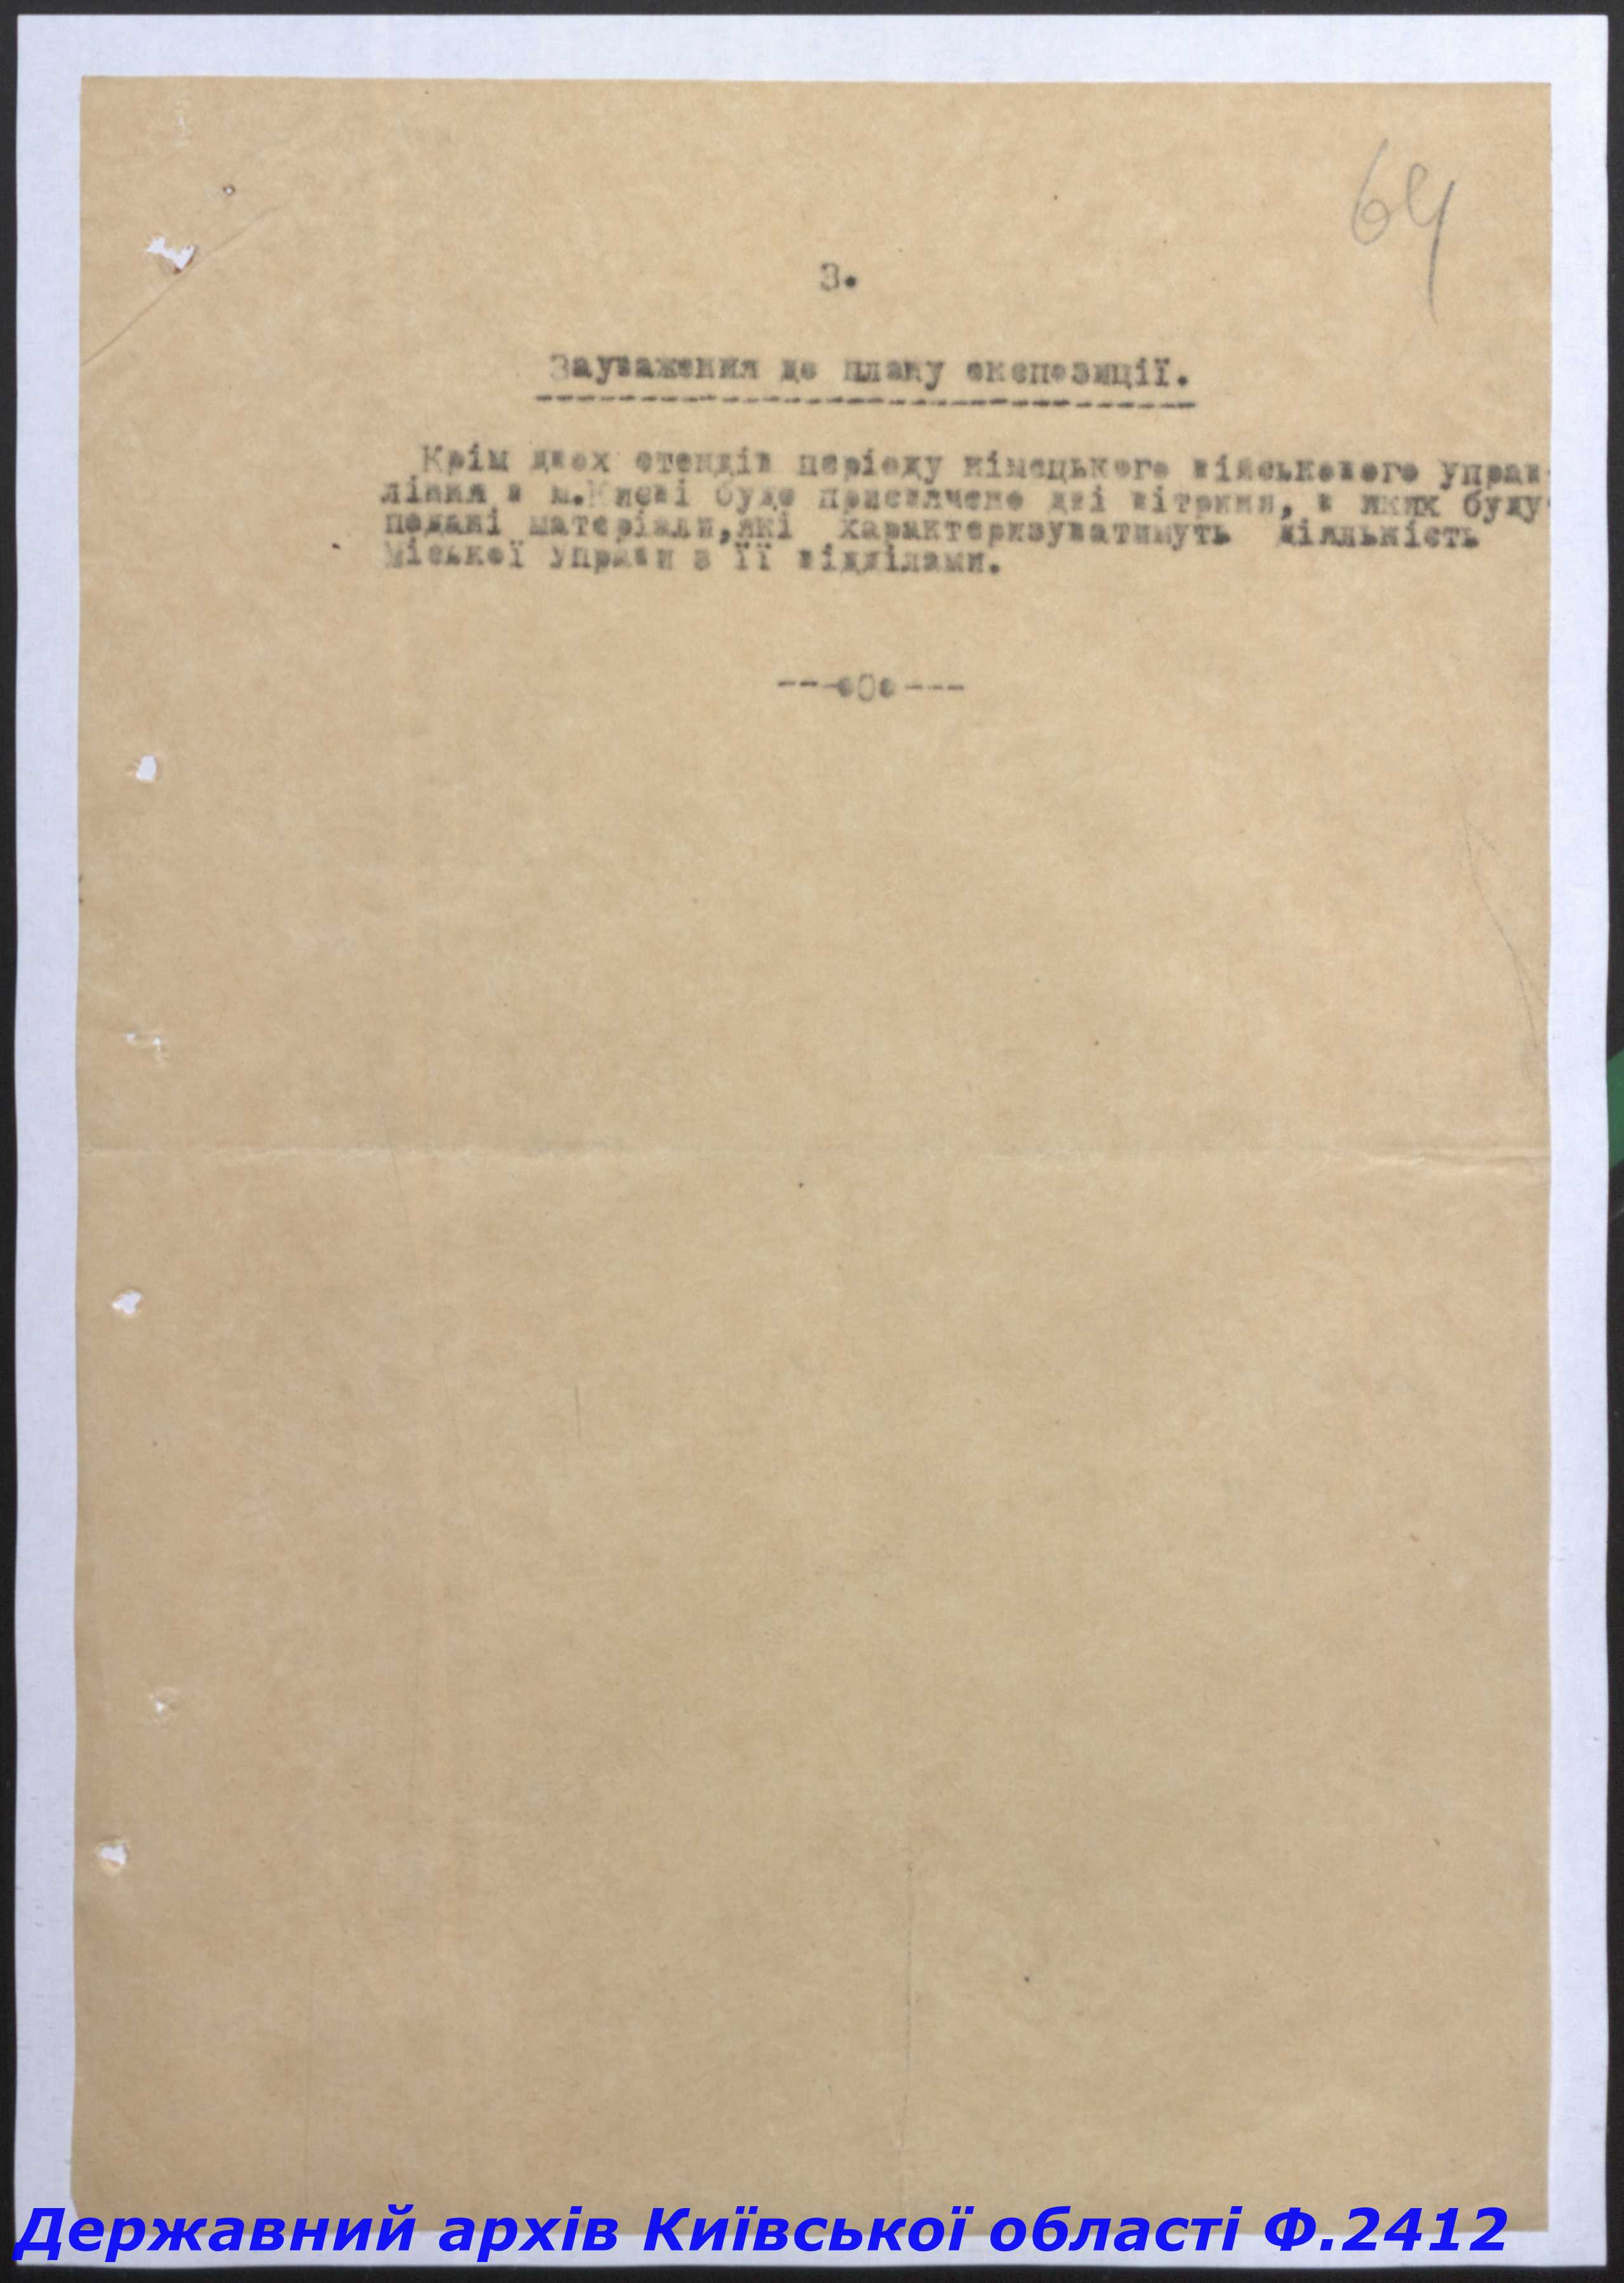 64
3.
Зауваження до плану експозиції.
Крім двох стендів періоду німецького військового управ
ління в м.Києві буде присвячено дві вітрини, в яких буду
подані матеріали,які характеризуватимуть діяльність
Міської Управи з її відділами.
---оОо---
Державний архів Київської області Ф.2412